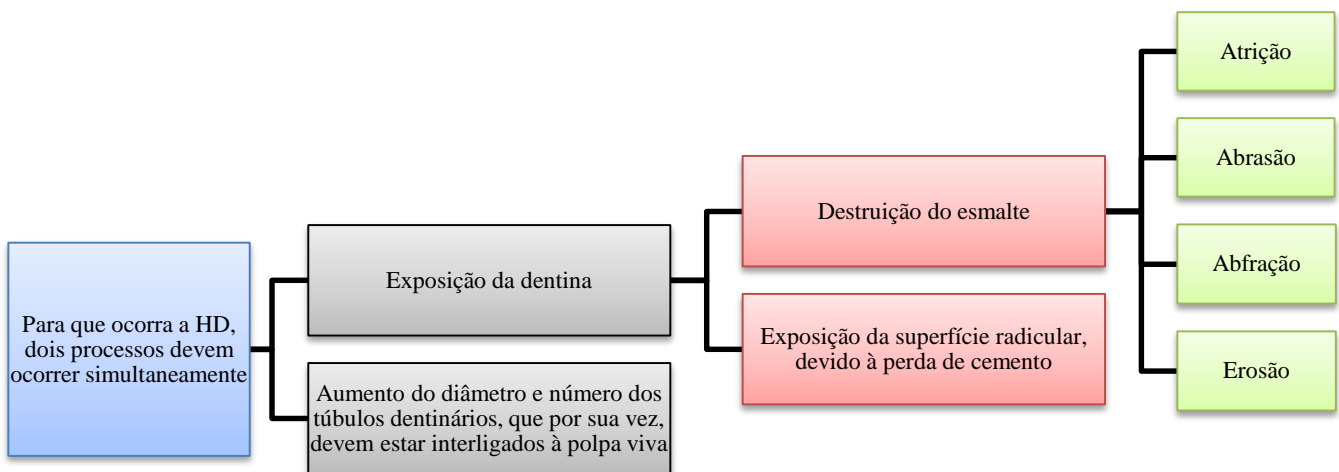 Para que ocorra a HD,
dois processos devem
ocorrer simultaneamente
Exposição da dentina
Aumento do diâmetro e número dos
túbulos dentinários, que por sua vez,
devem estar interligados à polpa viva
Destruição do esmalte
Exposição da superfície radicular,
devido à perda de cemento
Atrição
Abrasão
Abfração
Erosão